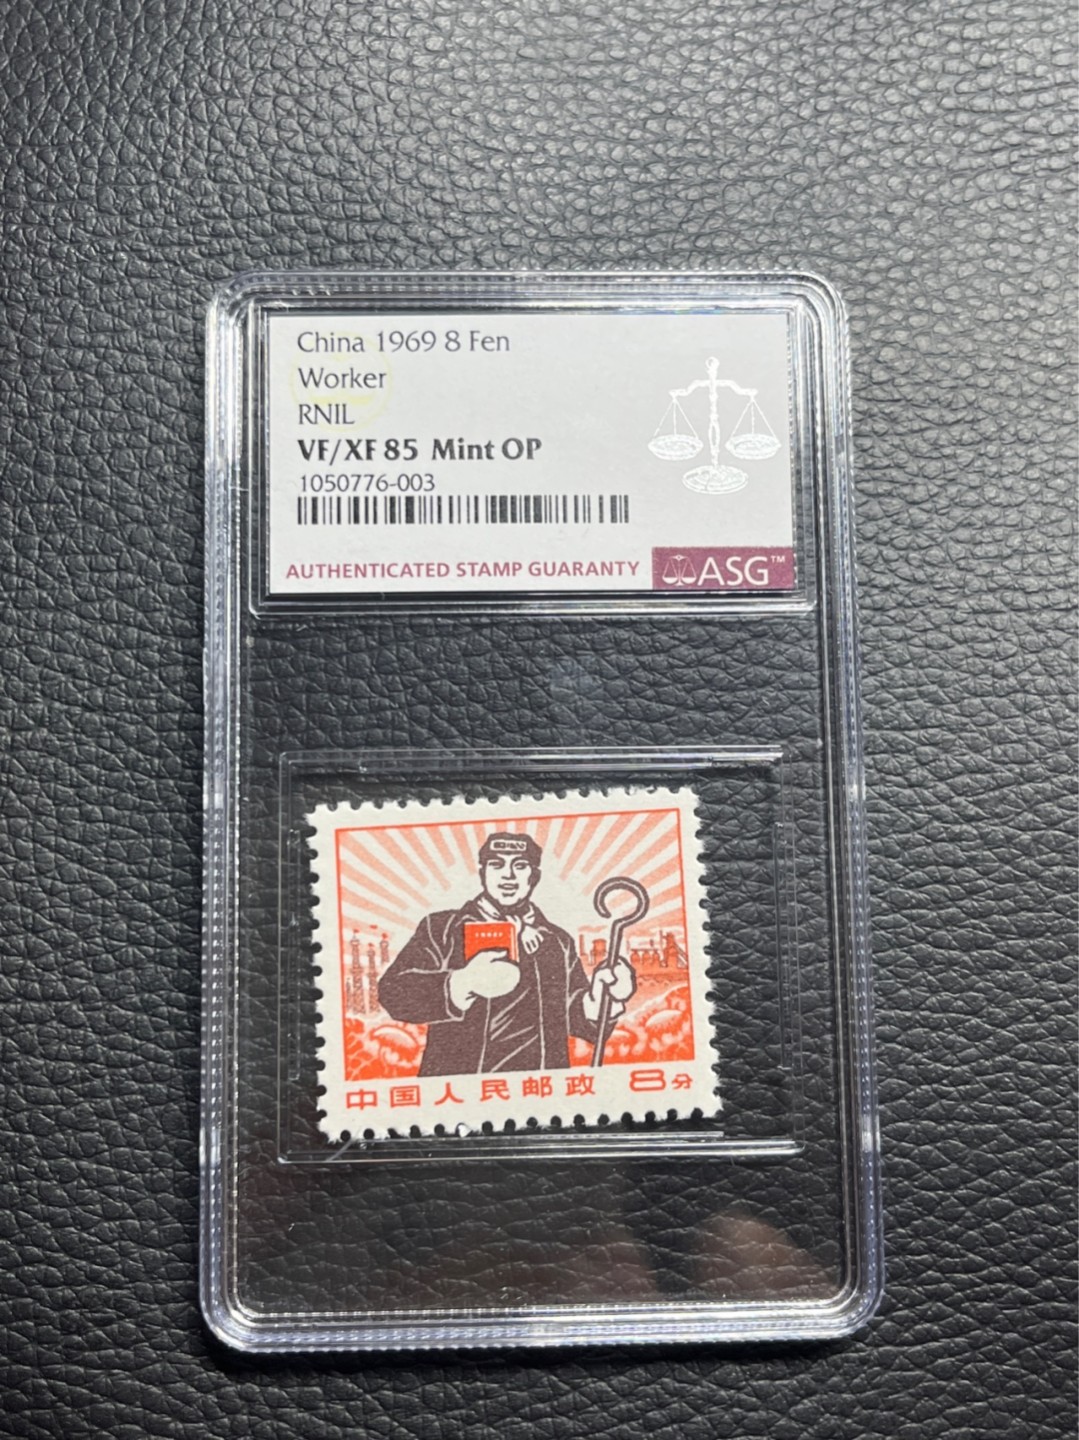 China 1969 8 Fen
Worker
RNIL
VF/XF 85 Mint OP
1050776-003
AUTHENTICATED STAMP GUARANTY
ASG™
中国人民邮政 8分